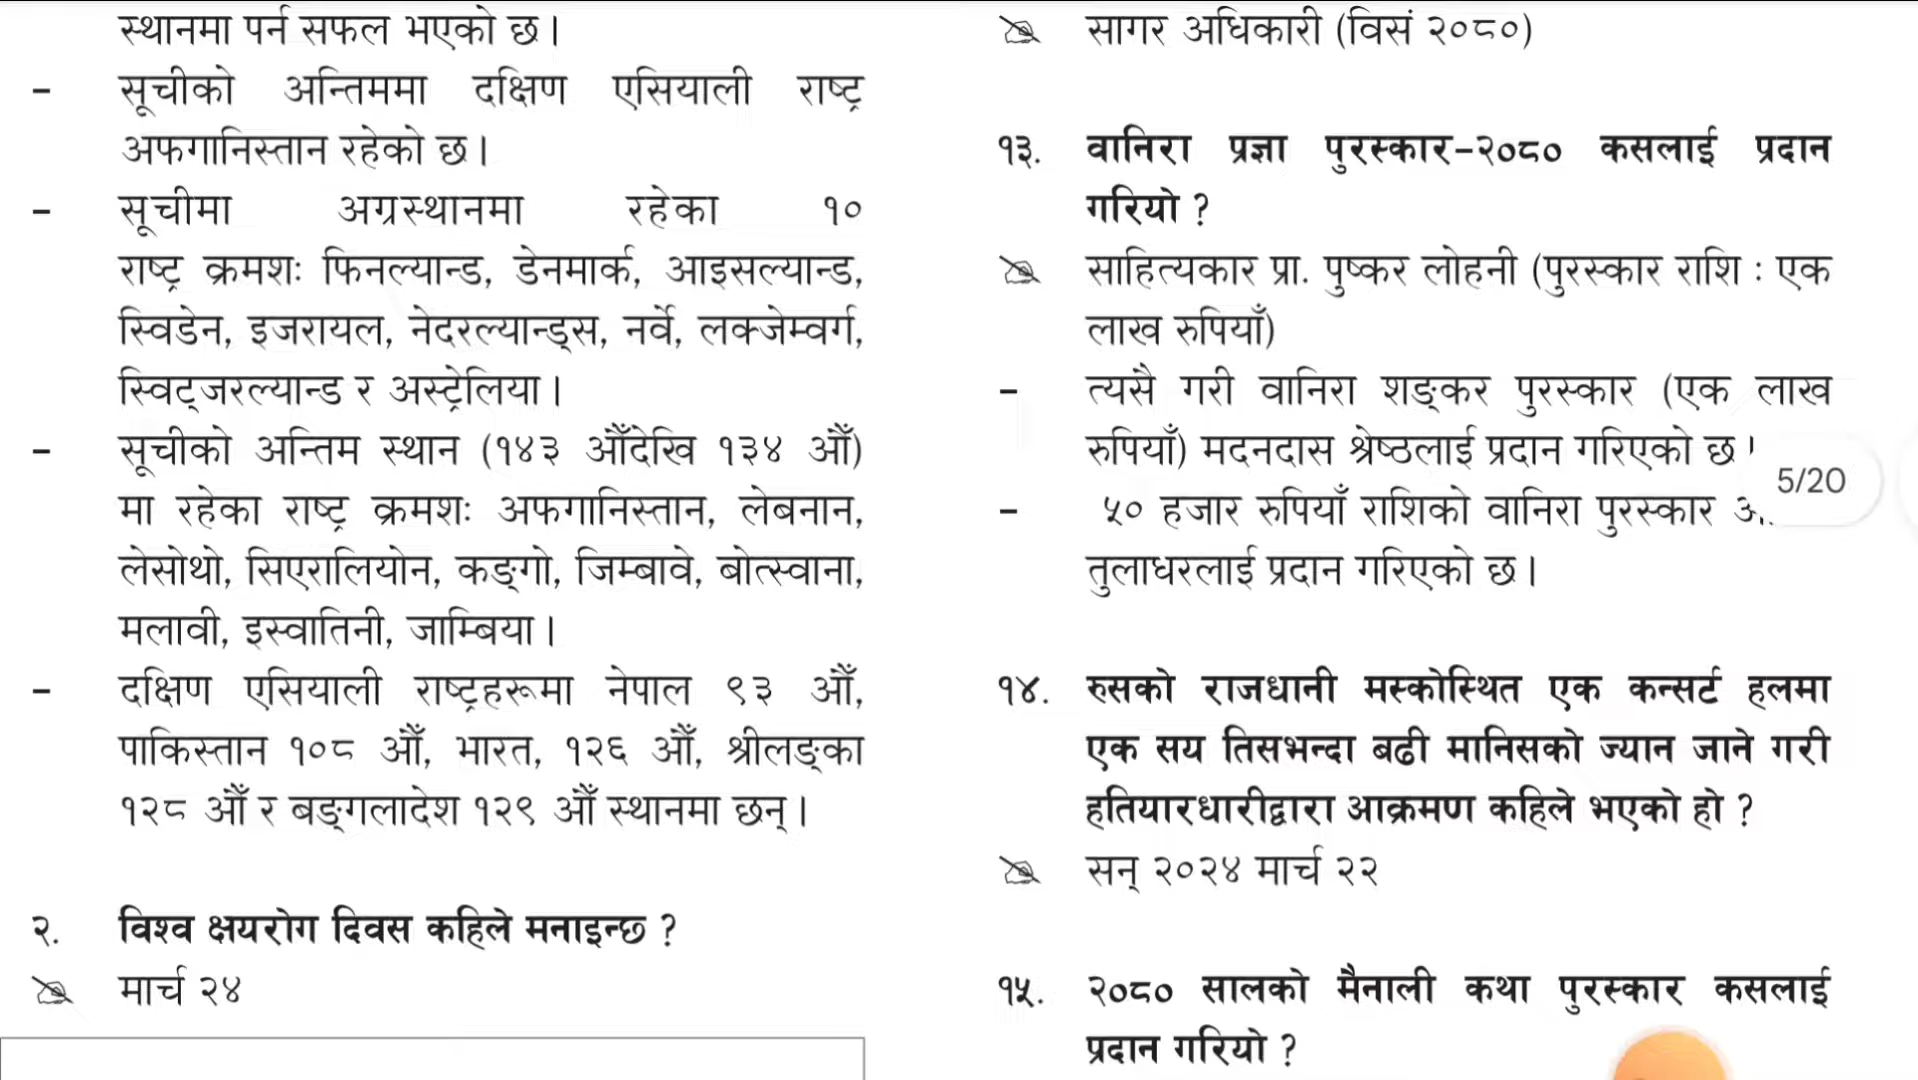 स्थानमा पर्न सफल भएको छ ।
- सूचीको अन्तिममा दक्षिण एसियाली राष्ट्र
अफगानिस्तान रहेको छ ।
- सूचीमा अग्रस्थानमा रहेका १०
राष्ट्र क्रमशः फिनल्यान्ड, डेनमार्क, आइसल्यान्ड,
स्विडेन, इजरायल, नेदरल्यान्ड्स, नर्वे, लक्जेम्वर्ग,
स्विट्जरल्यान्ड र अस्ट्रेलिया ।
- सूचीको अन्तिम स्थान (१४३ औँदेखि १३४ औँ)
मा रहेका राष्ट्र क्रमशः अफगानिस्तान, लेबनान,
लेसोथो, सिएरालियोन, कङ्गो, जिम्बावे, बोत्स्वाना,
मलावी, इस्वातिनी, जाम्बिया ।
- दक्षिण एसियाली राष्ट्रहरूमा नेपाल ९३ औँ,
पाकिस्तान १०८ औँ, भारत, १२६ औँ, श्रीलङ्का
१२८ औँ र बङ्गलादेश १२९ औँ स्थानमा छन् ।
२. विश्व क्षयरोग दिवस कहिले मनाइन्छ ?
मार्च २४
सागर अधिकारी (विसं २०८०)
१३. वानिरा प्रज्ञा पुरस्कार-२०८० कसलाई प्रदान
गरियो ?
साहित्यकार प्रा. पुष्कर लोहनी (पुरस्कार राशि : एक
लाख रुपियाँ)
- त्यसै गरी वानिरा शङ्कर पुरस्कार (एक लाख
रुपियाँ) मदनदास श्रेष्ठलाई प्रदान गरिएको छ ।
- ५० हजार रुपियाँ राशिको वानिरा पुरस्कार
तुलाधरलाई प्रदान गरिएको छ ।
5/20
१४. रुसको राजधानी मस्कोस्थित एक कन्सर्ट हलमा
एक सय तिसभन्दा बढी मानिसको ज्यान जाने गरी
हतियारधारीद्वारा आक्रमण कहिले भएको हो ?
सन् २०२४ मार्च २२
१५. २०८० सालको मैनाली कथा पुरस्कार कसलाई
प्रदान गरियो ?